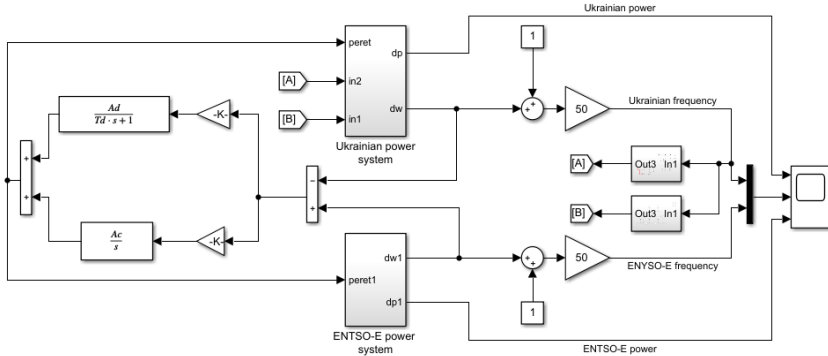 Ukrainian power
peret
dp
1
[A]
in2
Ad
Td · s + 1
-K-
dw
+
+
50
Ukrainian frequency
[B]
in1
Ukrainian power
system
+
+
[A]
Out3
In1
−
+
[B]
Out3
In1
Ac
s
-K-
dw1
+
+
50
peret1
ENYSO-E frequency
dp1
1
ENTSO-E power
system
ENTSO-E power